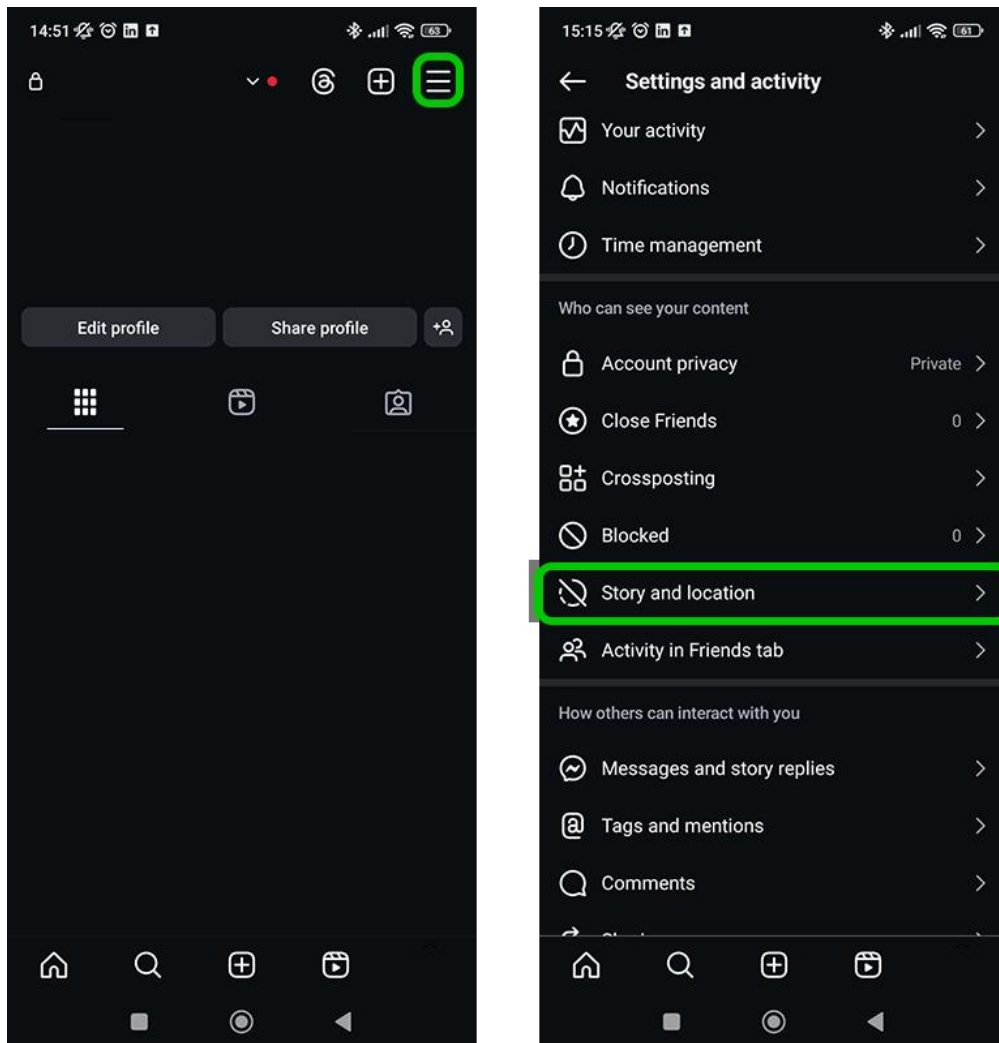 14:51
63
Edit profile
Share profile
15:15
61
Settings and activity
Your activity
Notifications
Time management
Who can see your content
Account privacy Private
Close Friends 0
Crossposting
Blocked 0
Story and location
Activity in Friends tab
How others can interact with you
Messages and story replies
Tags and mentions
Comments